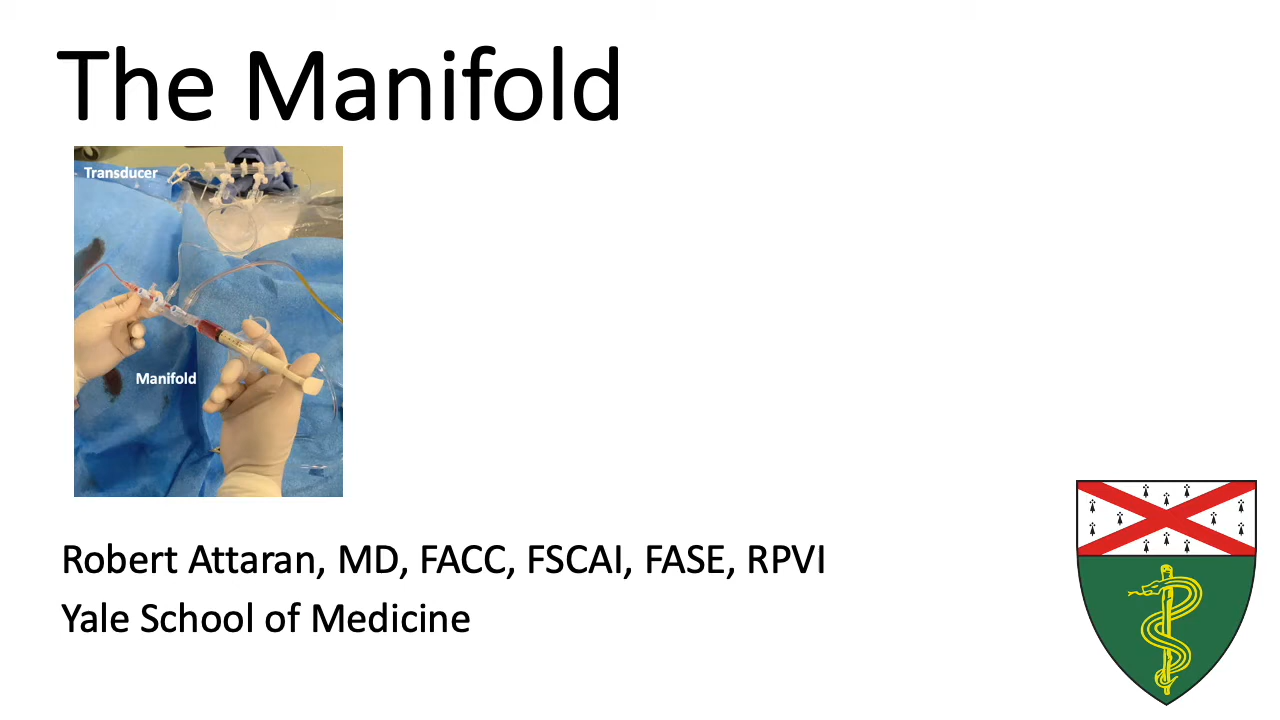 The Manifold
Transducer
Manifold
Robert Attaran, MD, FACC, FSCAI, FASE, RPVI
Yale School of Medicine